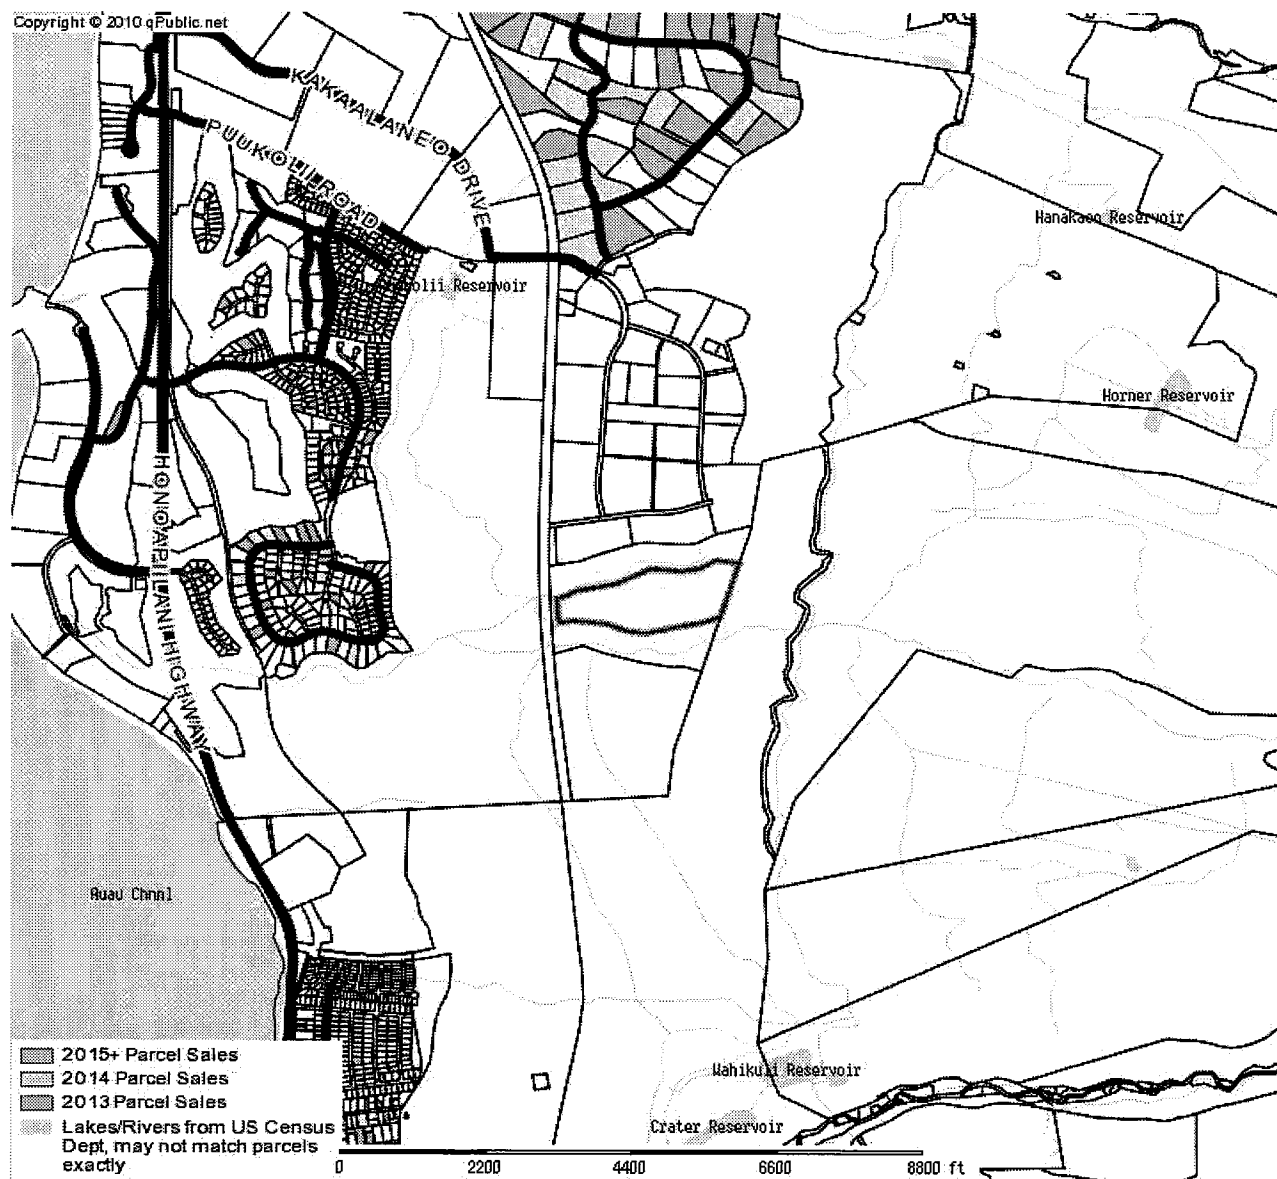 Copyright © 2010 qPublic.net
KAKAALANEO DRIVE
PUUKOLII ROAD
Hanakaoo Reservoir
Reservoir
Horner Reservoir
HONOAPIILANI HIGHWAY
Auau Chnnl
2015+ Parcel Sales
2014 Parcel Sales
2013 Parcel Sales
Lakes/Rivers from US Census
Dept, may not match parcels
exactly
Wahikuli Reservoir
Crater Reservoir
0 2200 4400 6600 8800 ft